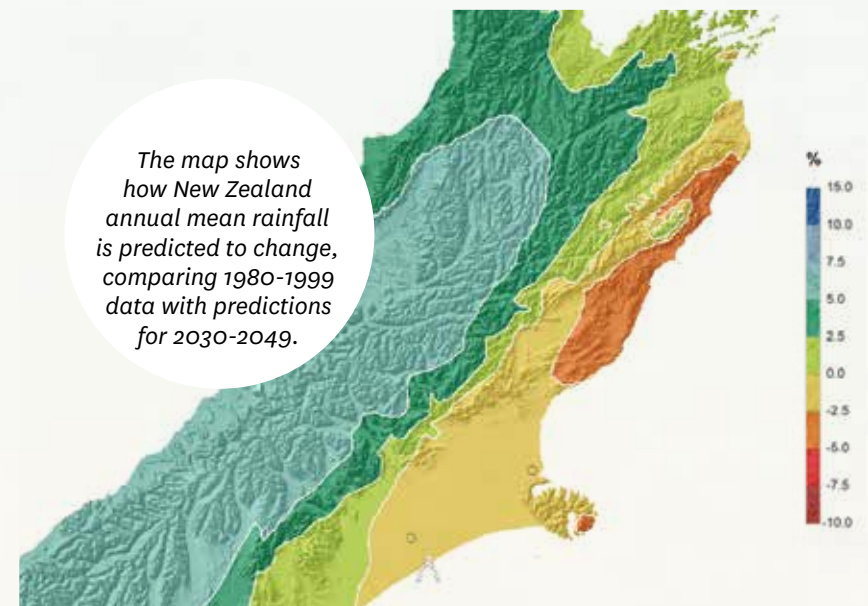 The map shows
how New Zealand
annual mean rainfall
is predicted to change,
comparing 1980-1999
data with predictions
for 2030-2049.
%
15.0
10.0
7.5
5.0
2.5
0.0
-2.5
-5.0
-7.5
-10.0